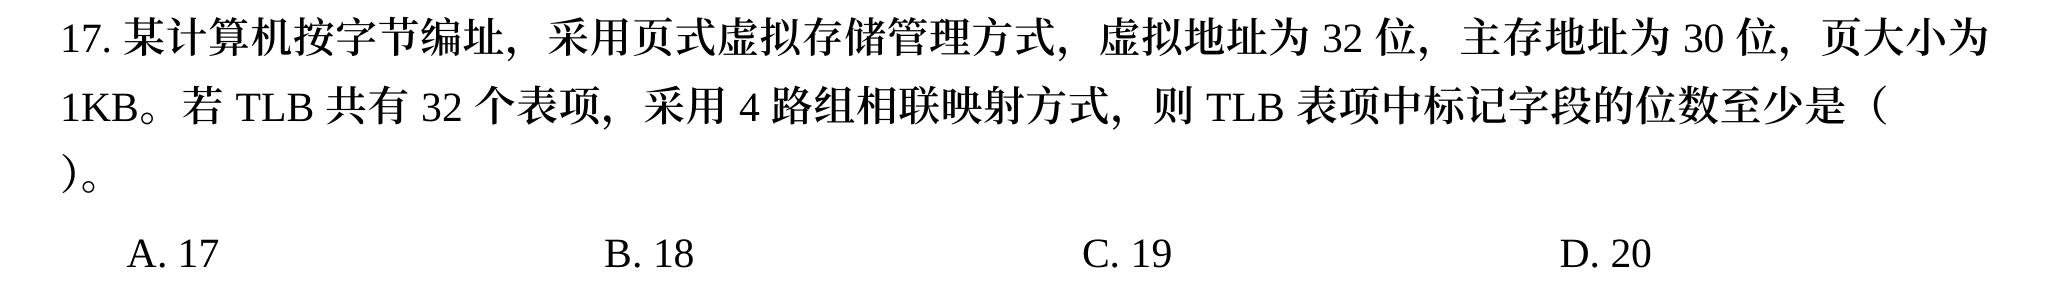 17. 某计算机按字节编址，采用页式虚拟存储管理方式，虚拟地址为 32 位，主存地址为 30 位，页大小为
1KB。若 TLB 共有 32 个表项，采用 4 路组相联映射方式，则 TLB 表项中标记字段的位数至少是（
）。
A. 17 B. 18 C. 19 D. 20